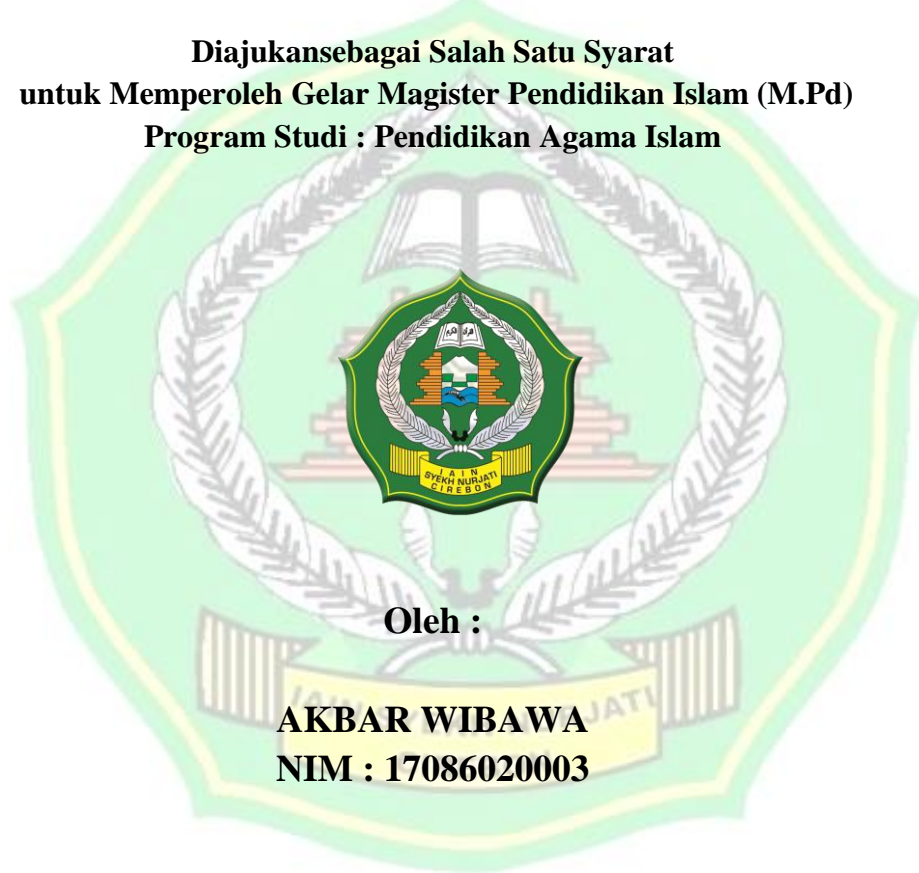 Diajukansebagai Salah Satu Syarat
untuk Memperoleh Gelar Magister Pendidikan Islam (M.Pd)
Program Studi : Pendidikan Agama Islam
IAIN
SYEKH NURJATI
CIREBON
Oleh :
AKBAR WIBAWA
NIM : 17086020003